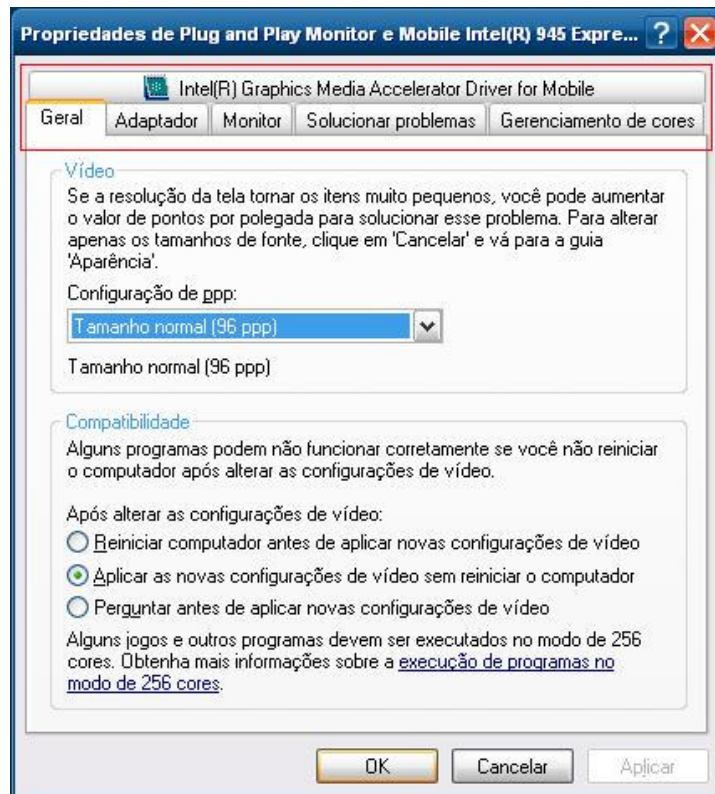 Propriedades de Plug and Play Monitor e Mobile Intel(R) 945 Expre...
Intel(R) Graphics Media Accelerator Driver for Mobile
Geral Adaptador Monitor Solucionar problemas Gerenciamento de cores
Vídeo
Se a resolução da tela tornar os itens muito pequenos, você pode aumentar
o valor de pontos por polegada para solucionar esse problema. Para alterar
apenas os tamanhos de fonte, clique em 'Cancelar' e vá para a guia
'Aparência'.
Configuração de ppp:
Tamanho normal (96 ppp)
Tamanho normal (96 ppp)
Compatibilidade
Alguns programas podem não funcionar corretamente se você não reiniciar
o computador após alterar as configurações de vídeo.
Após alterar as configurações de vídeo:
Reiniciar computador antes de aplicar novas configurações de vídeo
Aplicar as novas configurações de vídeo sem reiniciar o computador
Perguntar antes de aplicar novas configurações de vídeo
Alguns jogos e outros programas devem ser executados no modo de 256
cores. Obtenha mais informações sobre a execução de programas no
modo de 256 cores.
OK Cancelar Aplicar